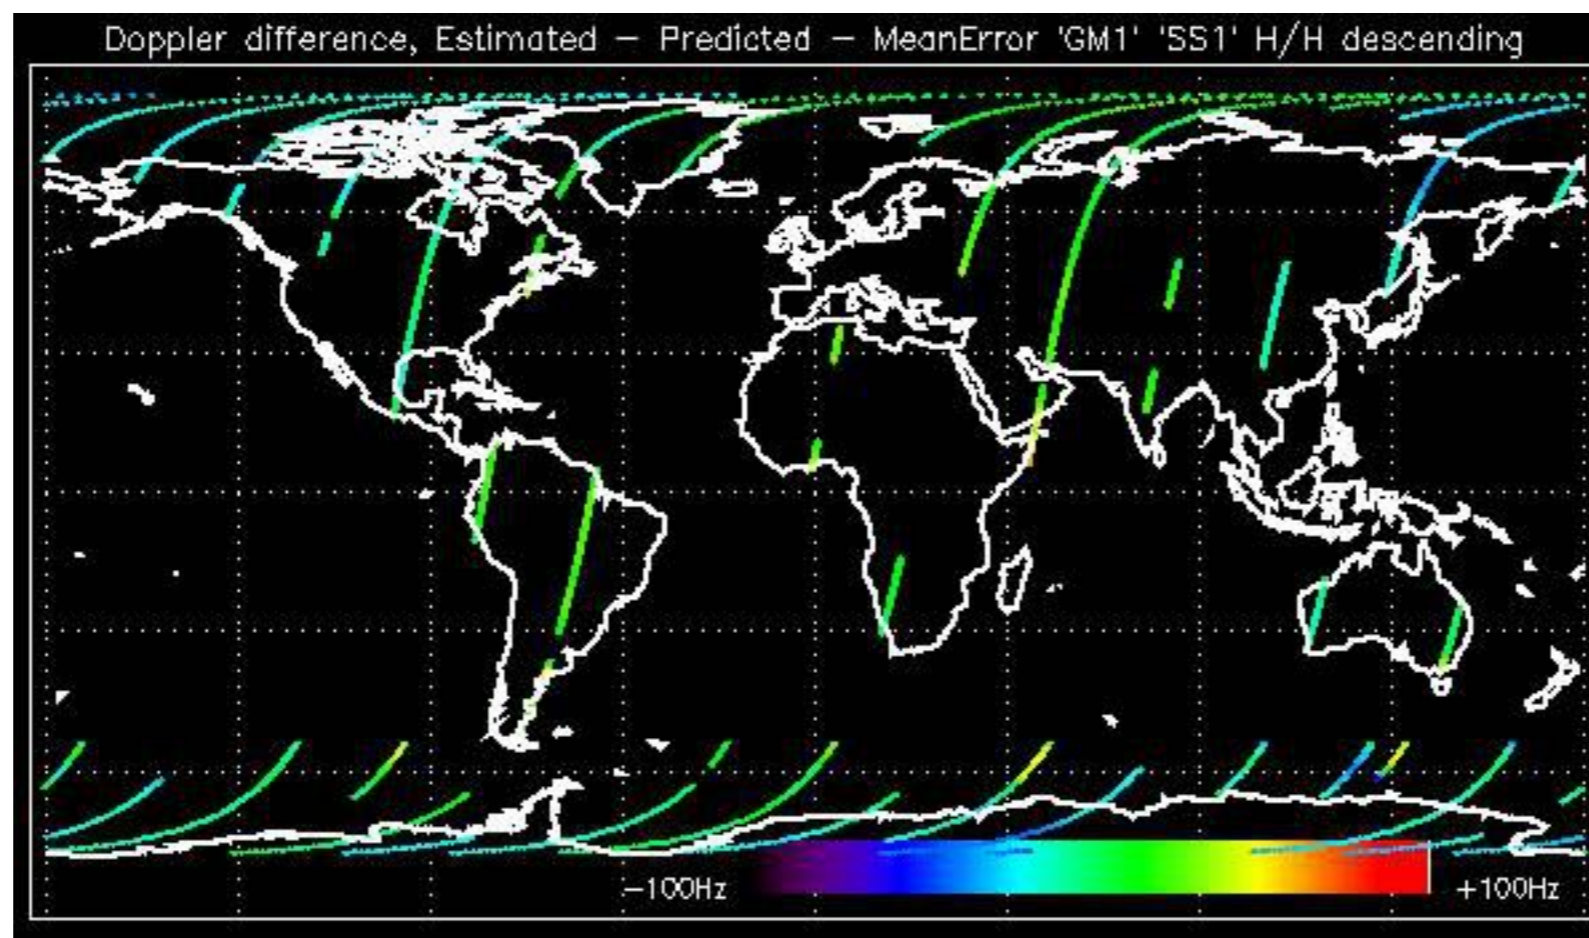 Doppler difference, Estimated – Predicted – MeanError 'GM1' 'SS1' H/H descending
−100Hz +100Hz